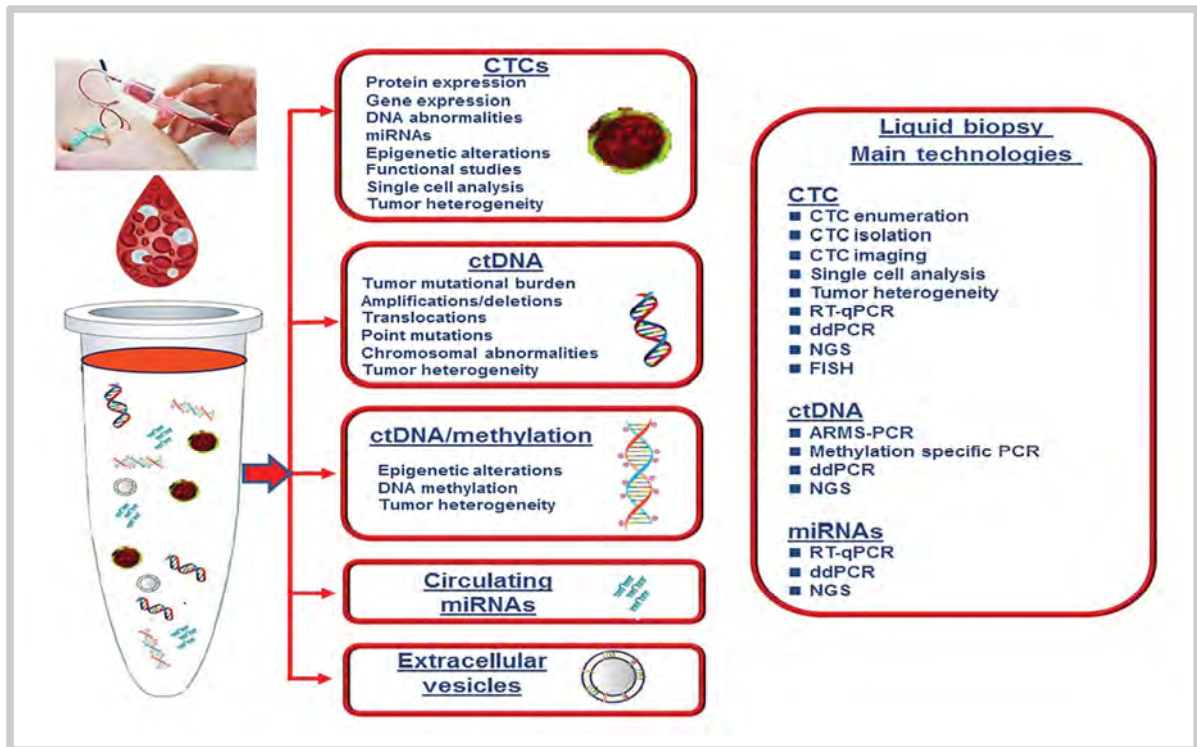 CTCs
Protein expression
Gene expression
DNA abnormalities
miRNAs
Epigenetic alterations
Functional studies
Single cell analysis
Tumor heterogeneity
ctDNA
Tumor mutational burden
Amplifications/deletions
Translocations
Point mutations
Chromosomal abnormalities
Tumor heterogeneity
ctDNA/methylation
Epigenetic alterations
DNA methylation
Tumor heterogeneity
Circulating
miRNAs
Extracellular
vesicles
Liquid biopsy
Main technologies
CTC
■ CTC enumeration
■ CTC isolation
■ CTC imaging
■ Single cell analysis
■ Tumor heterogeneity
■ RT-qPCR
■ ddPCR
■ NGS
■ FISH
ctDNA
■ ARMS-PCR
■ Methylation specific PCR
■ ddPCR
■ NGS
miRNAs
■ RT-qPCR
■ ddPCR
■ NGS